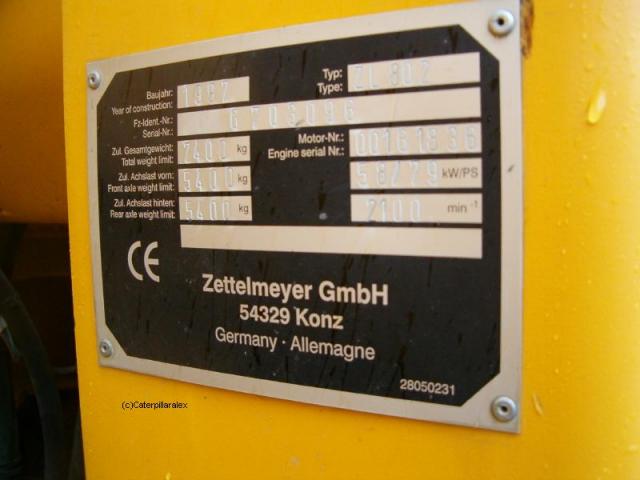 Baujahr: 1997 Typ: ZL 802
Year of construction: Type:
Fz-Ident.-Nr.: 6703096
Serial-Nr.:
Zul. Gesamtgewicht: 7400 kg Motor-Nr.: 00161836
Total weight limit: Engine serial Nr.:
Zul. Achslast vorn: 5400 kg 58/79 kW/PS
Front axle weight limit:
Zul. Achslast hinten: 5400 kg 2100 min⁻¹
Rear axle weight limit:
CE
Zettelmeyer GmbH
54329 Konz
Germany · Allemagne
28050231
(c)Caterpillaralex